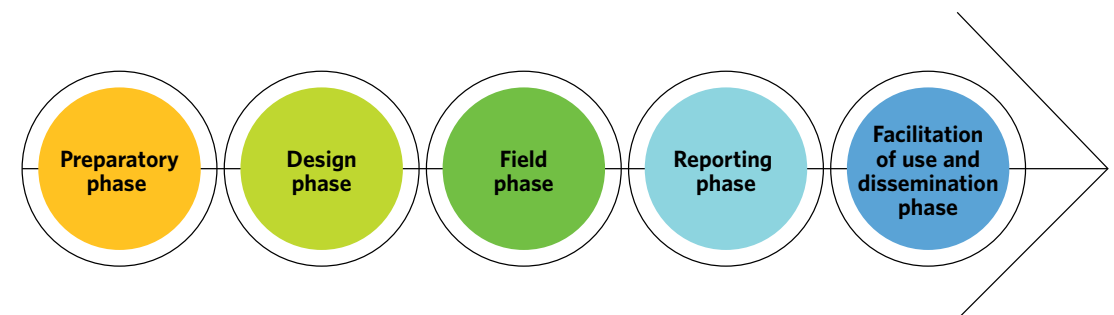 Preparatory
phase
Design
phase
Field
phase
Reporting
phase
Facilitation
of use and
dissemination
phase